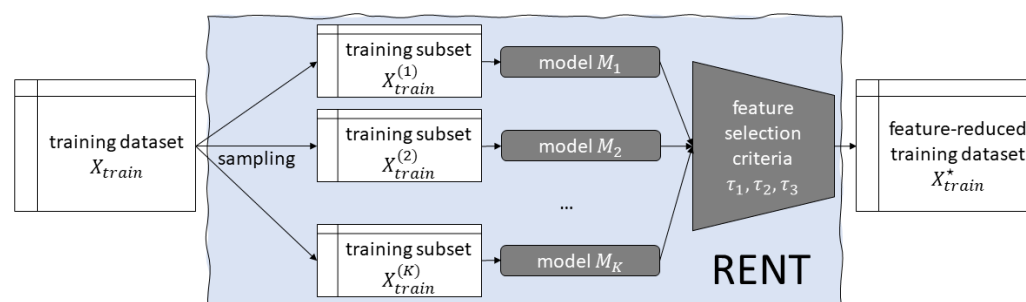 training dataset
X_train
sampling
training subset
X_train^(1)
model M_1
training subset
X_train^(2)
model M_2
...
training subset
X_train^(K)
model M_K
feature
selection
criteria
τ_1, τ_2, τ_3
RENT
feature-reduced
training dataset
X_train^⋆